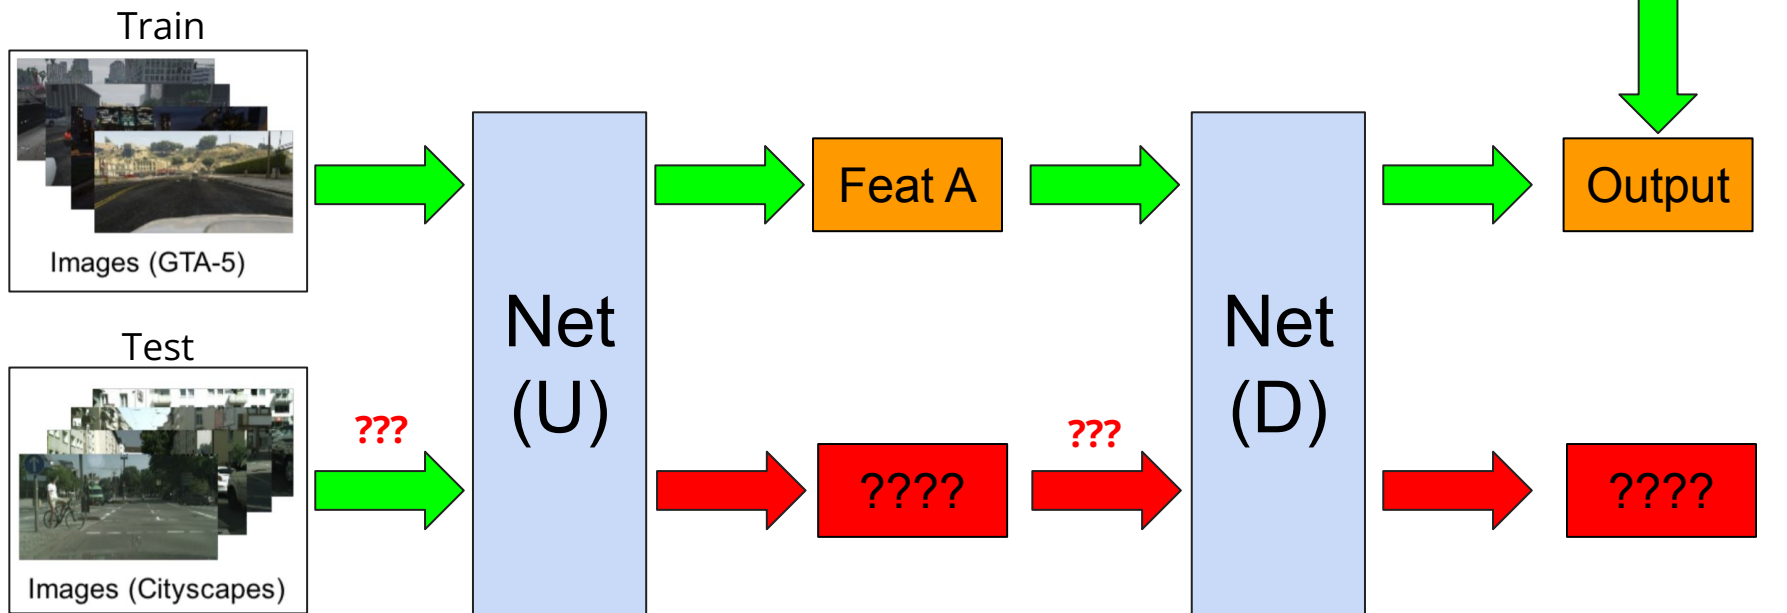 Train
Images (GTA-5)
Net
(U)
Feat A
Net
(D)
Output
Test
Images (Cityscapes)
???
????
???
????